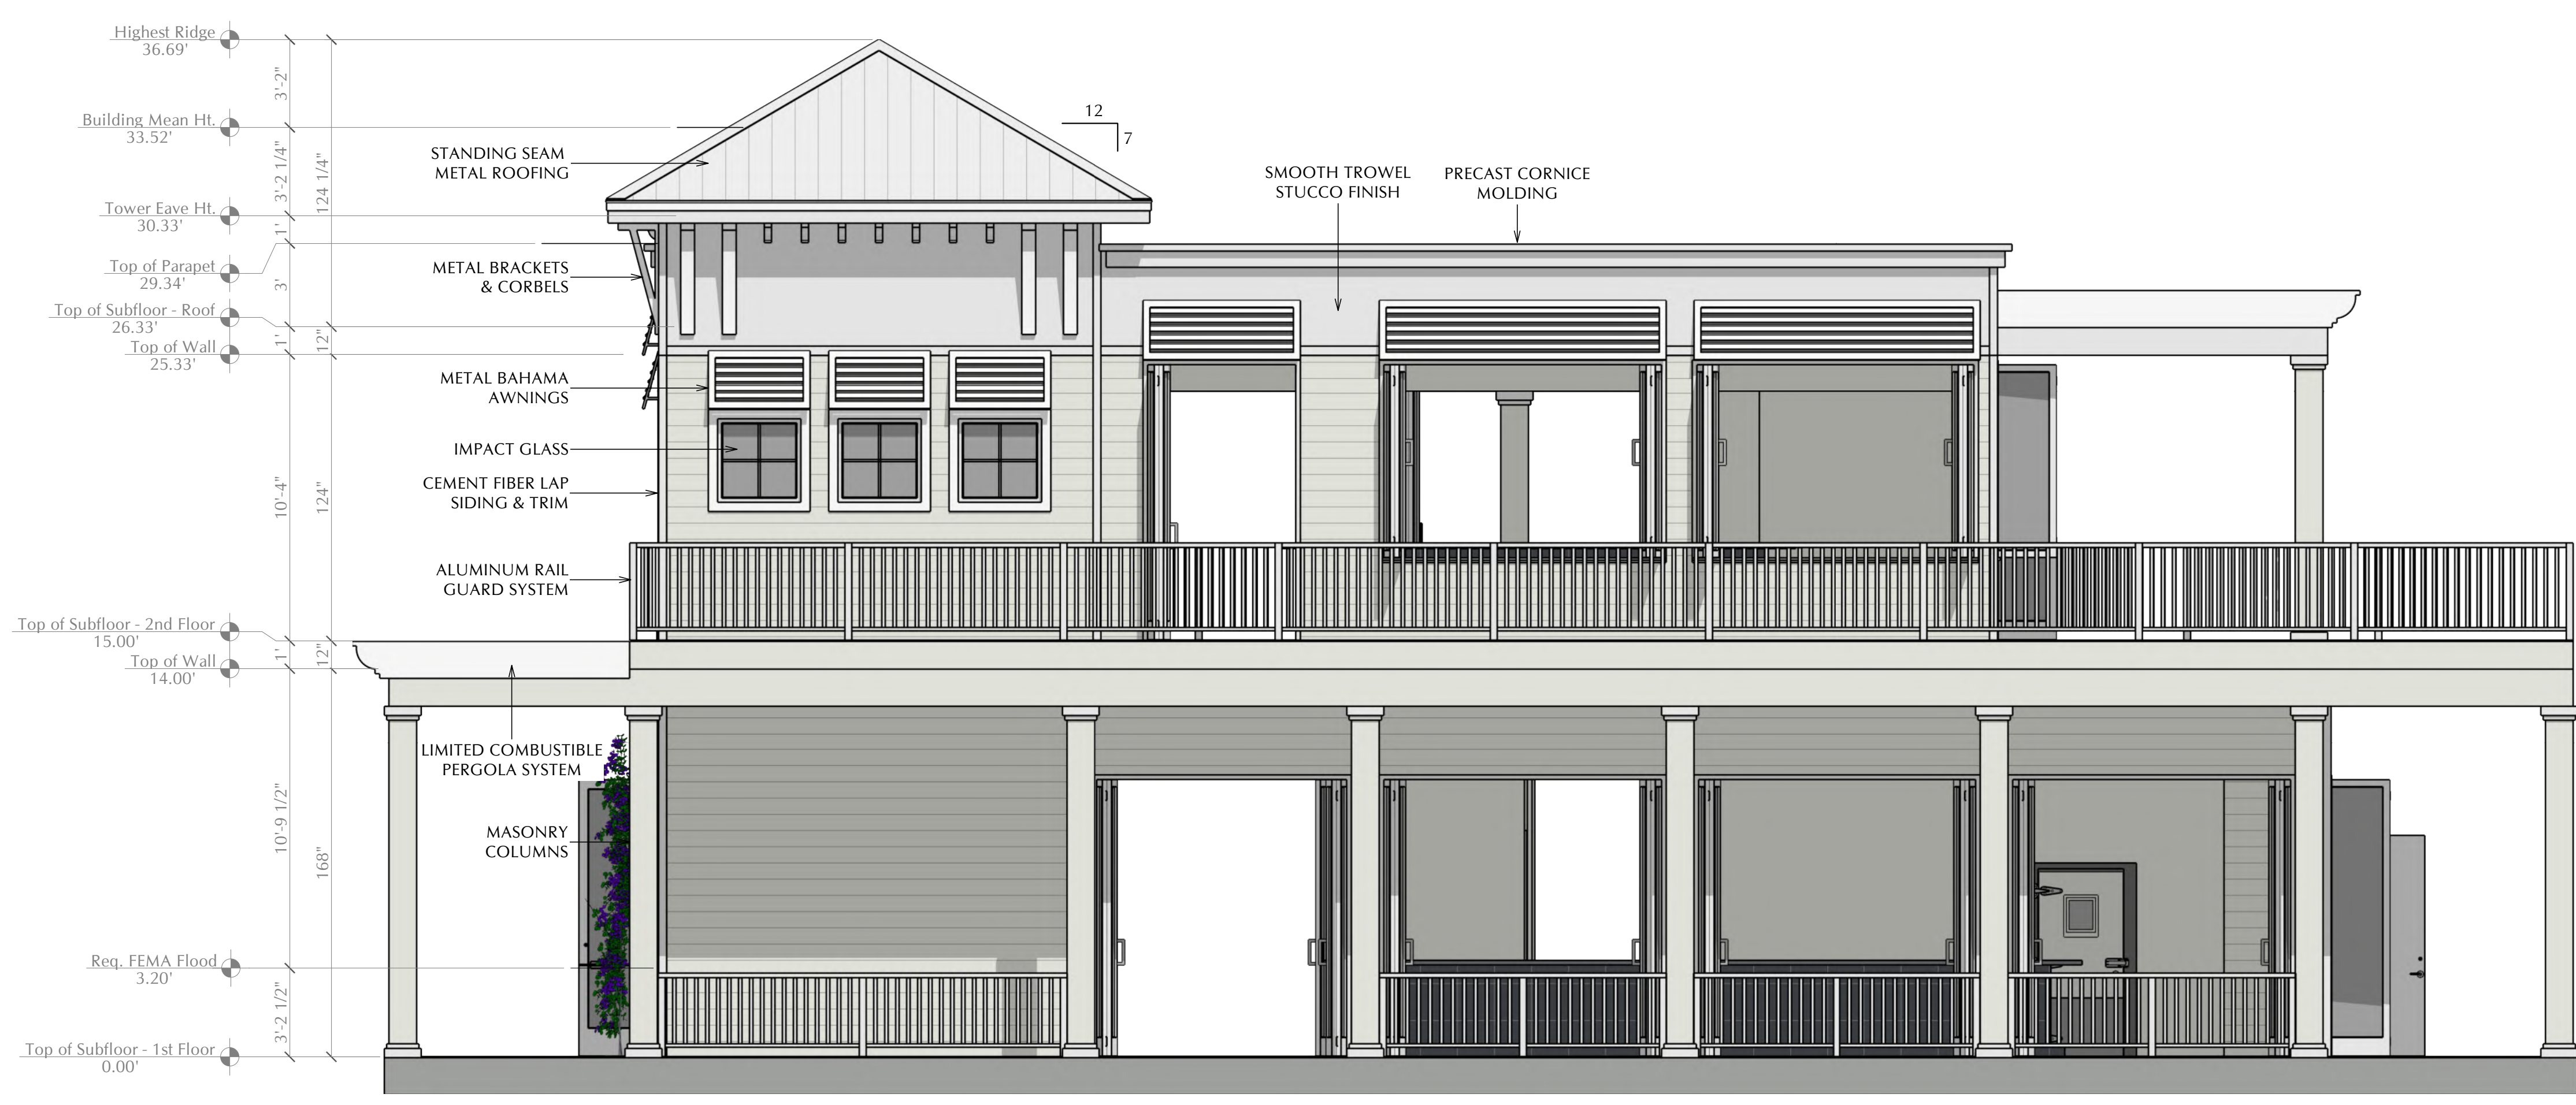 Highest Ridge
36.69'
3'-2"
Building Mean Ht.
33.52'
12
7
STANDING SEAM
METAL ROOFING
3'-2 1/4"
124 1/4"
SMOOTH TROWEL
STUCCO FINISH
PRECAST CORNICE
MOLDING
Tower Eave Ht.
30.33'
1'
Top of Parapet
29.34'
3'
METAL BRACKETS
& CORBELS
Top of Subfloor - Roof
26.33'
1'
12"
Top of Wall
25.33'
METAL BAHAMA
AWNINGS
IMPACT GLASS
CEMENT FIBER LAP
SIDING & TRIM
10'-4"
124"
ALUMINUM RAIL
GUARD SYSTEM
Top of Subfloor - 2nd Floor
15.00'
1'
12"
Top of Wall
14.00'
LIMITED COMBUSTIBLE
PERGOLA SYSTEM
10'-9 1/2"
168"
MASONRY
COLUMNS
Req. FEMA Flood
3.20'
3'-2 1/2"
Top of Subfloor - 1st Floor
0.00'